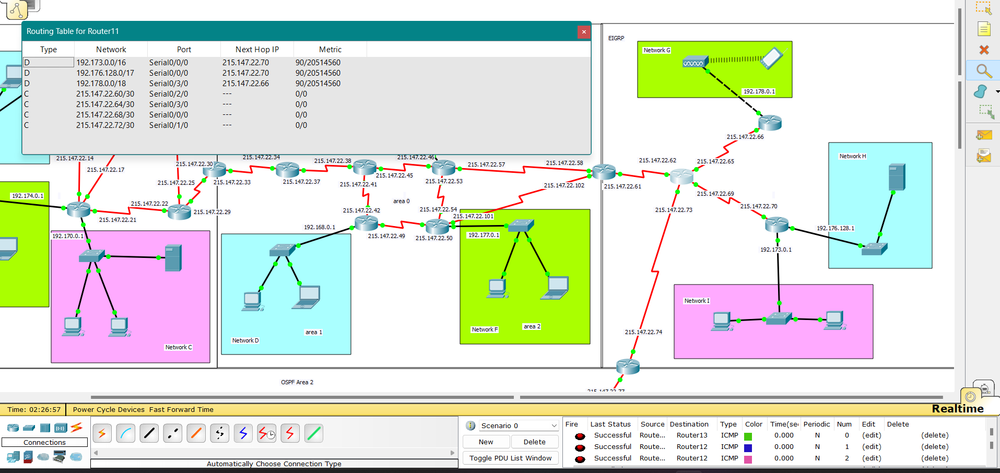 Routing Table for Router11
Type Network Port Next Hop IP Metric
D 192.173.0.0/16 Serial0/0/0 215.147.22.70 90/20514560
D 192.176.128.0/17 Serial0/0/0 215.147.22.70 90/20514560
D 192.178.0.0/18 Serial0/3/0 215.147.22.66 90/20514560
C 215.147.22.60/30 Serial0/2/0 --- 0/0
C 215.147.22.64/30 Serial0/3/0 --- 0/0
C 215.147.22.68/30 Serial0/0/0 --- 0/0
C 215.147.22.72/30 Serial0/1/0 --- 0/0
EIGRP
Network G
192.178.0.1
215.147.22.66
Network H
215.147.22.14
215.147.22.17
215.147.22.30
215.147.22.34
215.147.22.38
215.147.22.46
215.147.22.57
215.147.22.58
215.147.22.62
215.147.22.65
215.147.22.25
215.147.22.33
215.147.22.37
215.147.22.41
215.147.22.45
215.147.22.53
215.147.22.102
215.147.22.61
215.147.22.69
192.174.0.1
215.147.22.22
215.147.22.29
215.147.22.21
area 0
215.147.22.42
215.147.22.54
215.147.22.101
215.147.22.73
215.147.22.70
192.168.0.1
215.147.22.49
215.147.22.50
192.177.0.1
192.176.128.1
192.170.0.1
192.173.0.1
Network I
Network C
Network D
area 1
Network F
area 2
215.147.22.74
OSPF Area 2
215.147.22.77
Time: 02:26:57 Power Cycle Devices Fast Forward Time
Realtime
Connections
Automatically Choose Connection Type
Scenario 0
New Delete
Toggle PDU List Window
Fire Last Status Source Destination Type Color Time(sec Periodic Num Edit Delete
Successful Route... Router13 ICMP 0.000 N 0 (edit) (delete)
Successful Route... Router12 ICMP 0.000 N 1 (edit) (delete)
Successful Route... Router12 ICMP 0.000 N 2 (edit) (delete)